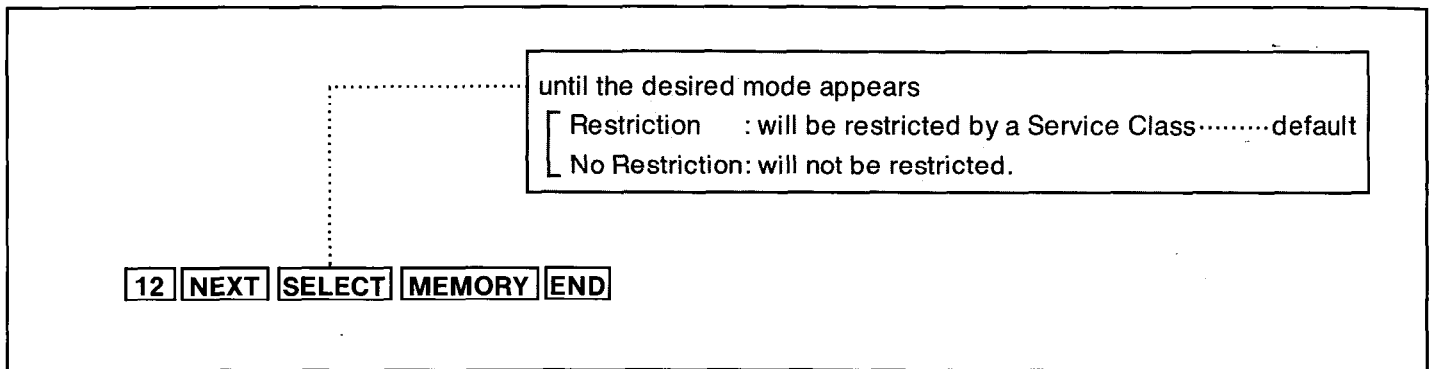 until the desired mode appears
Restriction : will be restricted by a Service Class·········default
No Restriction: will not be restricted.
12 NEXT SELECT MEMORY END